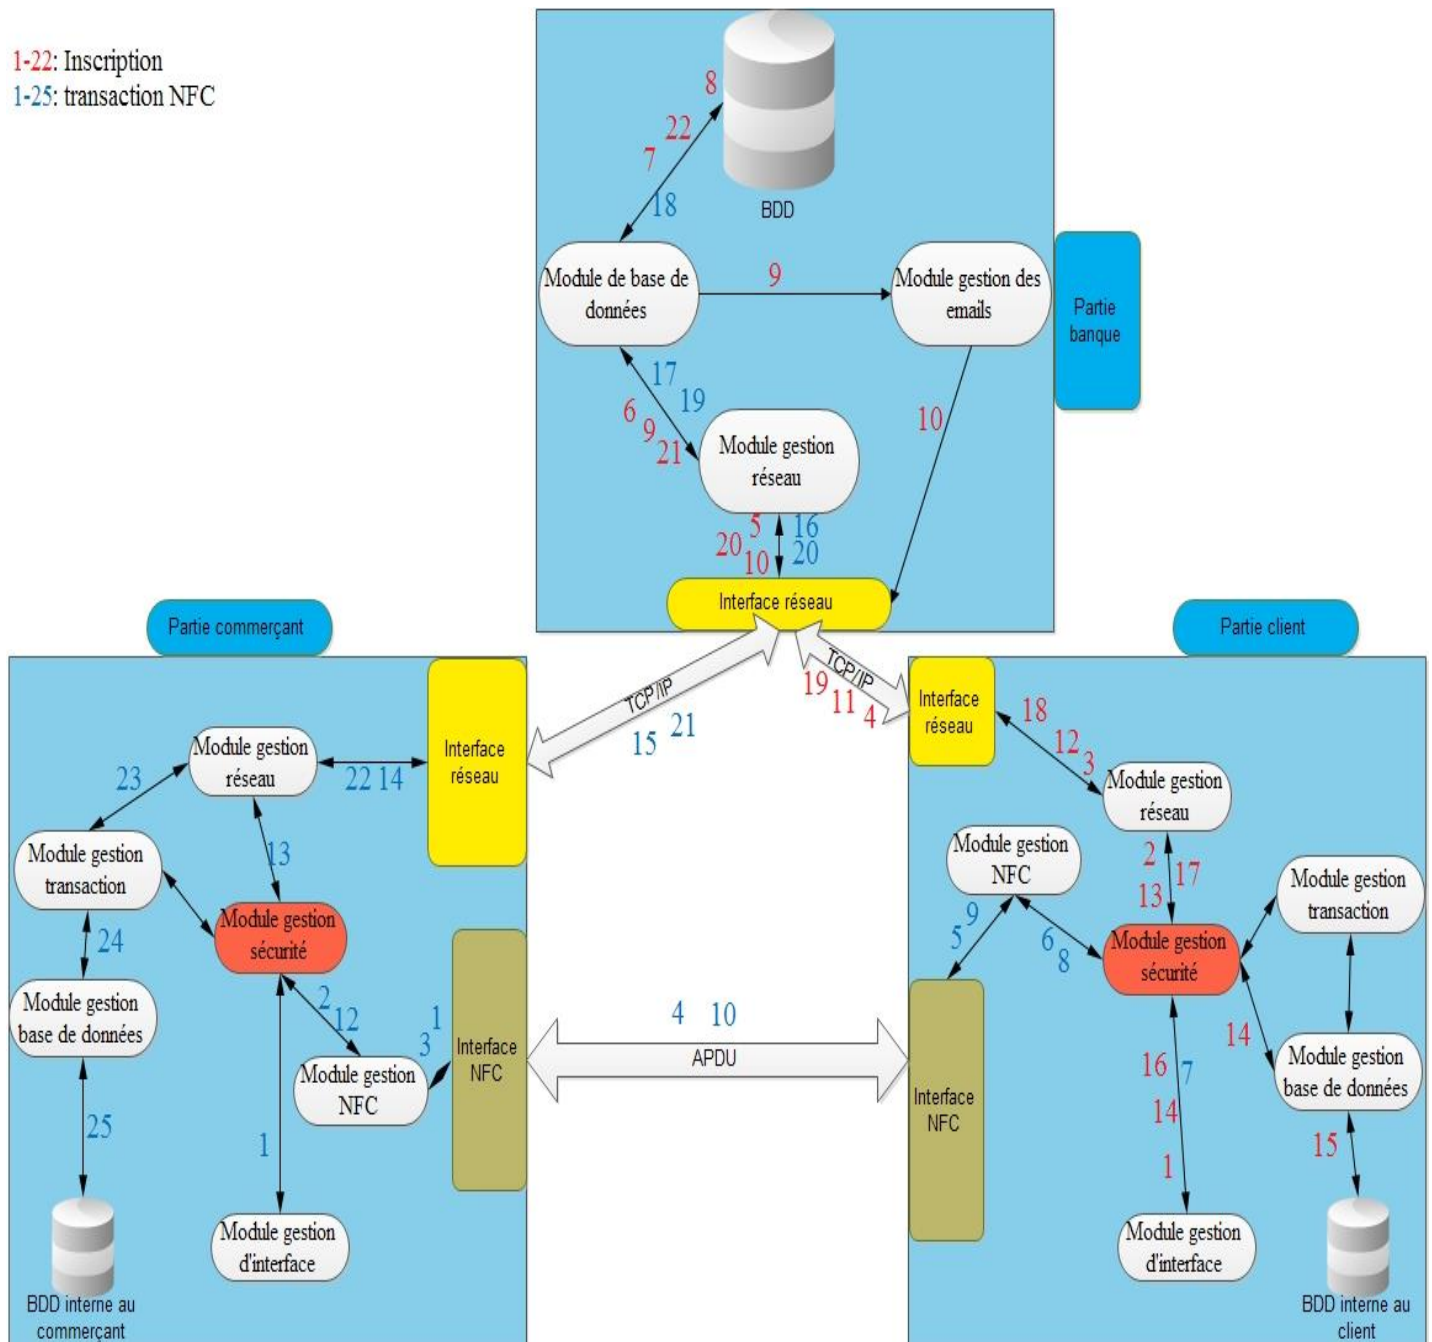 1-22: Inscription
1-25: transaction NFC
8
22
7
18
BDD
Module de base de
données
9
Module gestion des
emails
Partie
banque
17
19
6
9
21
10
Module gestion
réseau
5
16
20
20
10
Interface réseau
Partie commerçant
Partie client
TCP/IP
15
21
TCP/IP
19
11
4
Interface
réseau
Module gestion
réseau
22
14
23
13
Module gestion
transaction
Module gestion
sécurité
24
Module gestion
base de données
2
12
1
3
Interface
NFC
Module gestion
NFC
25
1
Module gestion
d'interface
BDD interne au
commerçant
4
10
APDU
Interface
réseau
18
12
3
Module gestion
réseau
Module gestion
NFC
2
17
13
9
5
6
8
Module gestion
transaction
Module gestion
sécurité
14
Module gestion
base de données
Interface
NFC
16
7
14
1
15
Module gestion
d'interface
BDD interne au
client